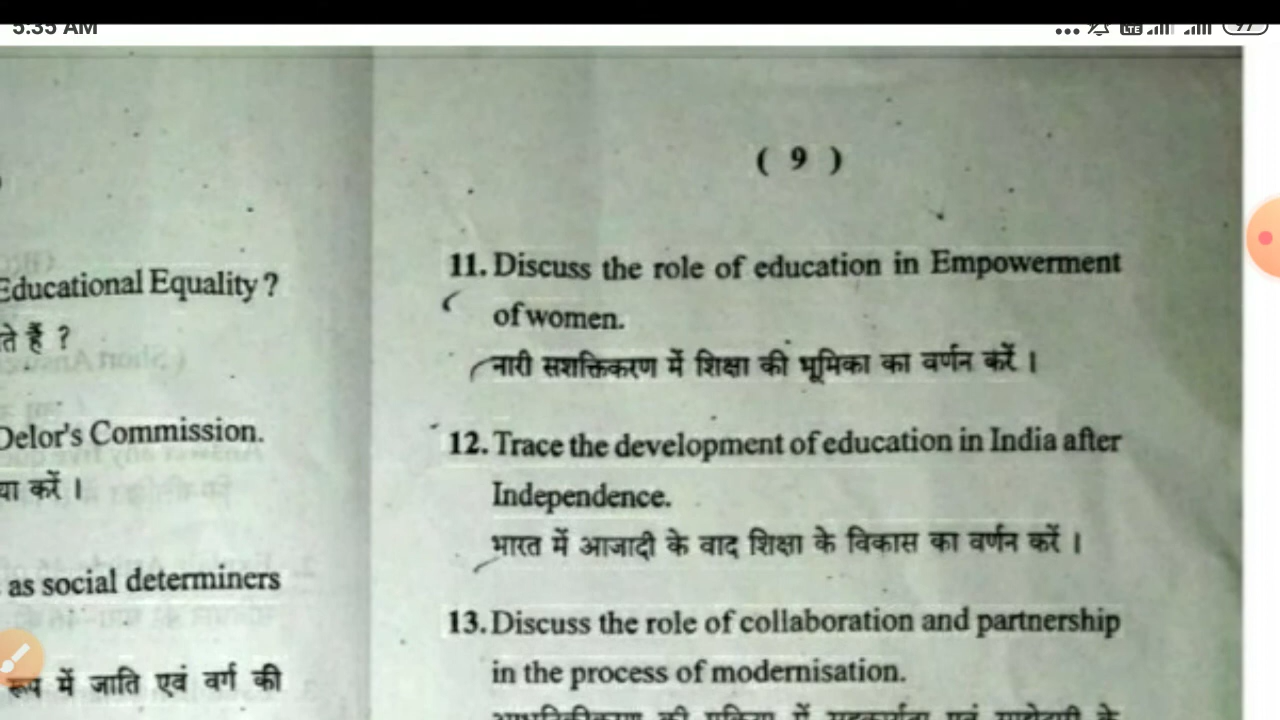 5:35 AM
( 9 )
Educational Equality ?
ते हैं ?
Delor's Commission.
या करें ।
as social determiners
रूप में जाति एवं वर्ग की
11. Discuss the role of education in Empowerment
of women.
नारी सशक्तिकरण में शिक्षा की भूमिका का वर्णन करें ।
12. Trace the development of education in India after
Independence.
भारत में आजादी के वाद शिक्षा के विकास का वर्णन करें ।
13. Discuss the role of collaboration and partnership
in the process of modernisation.